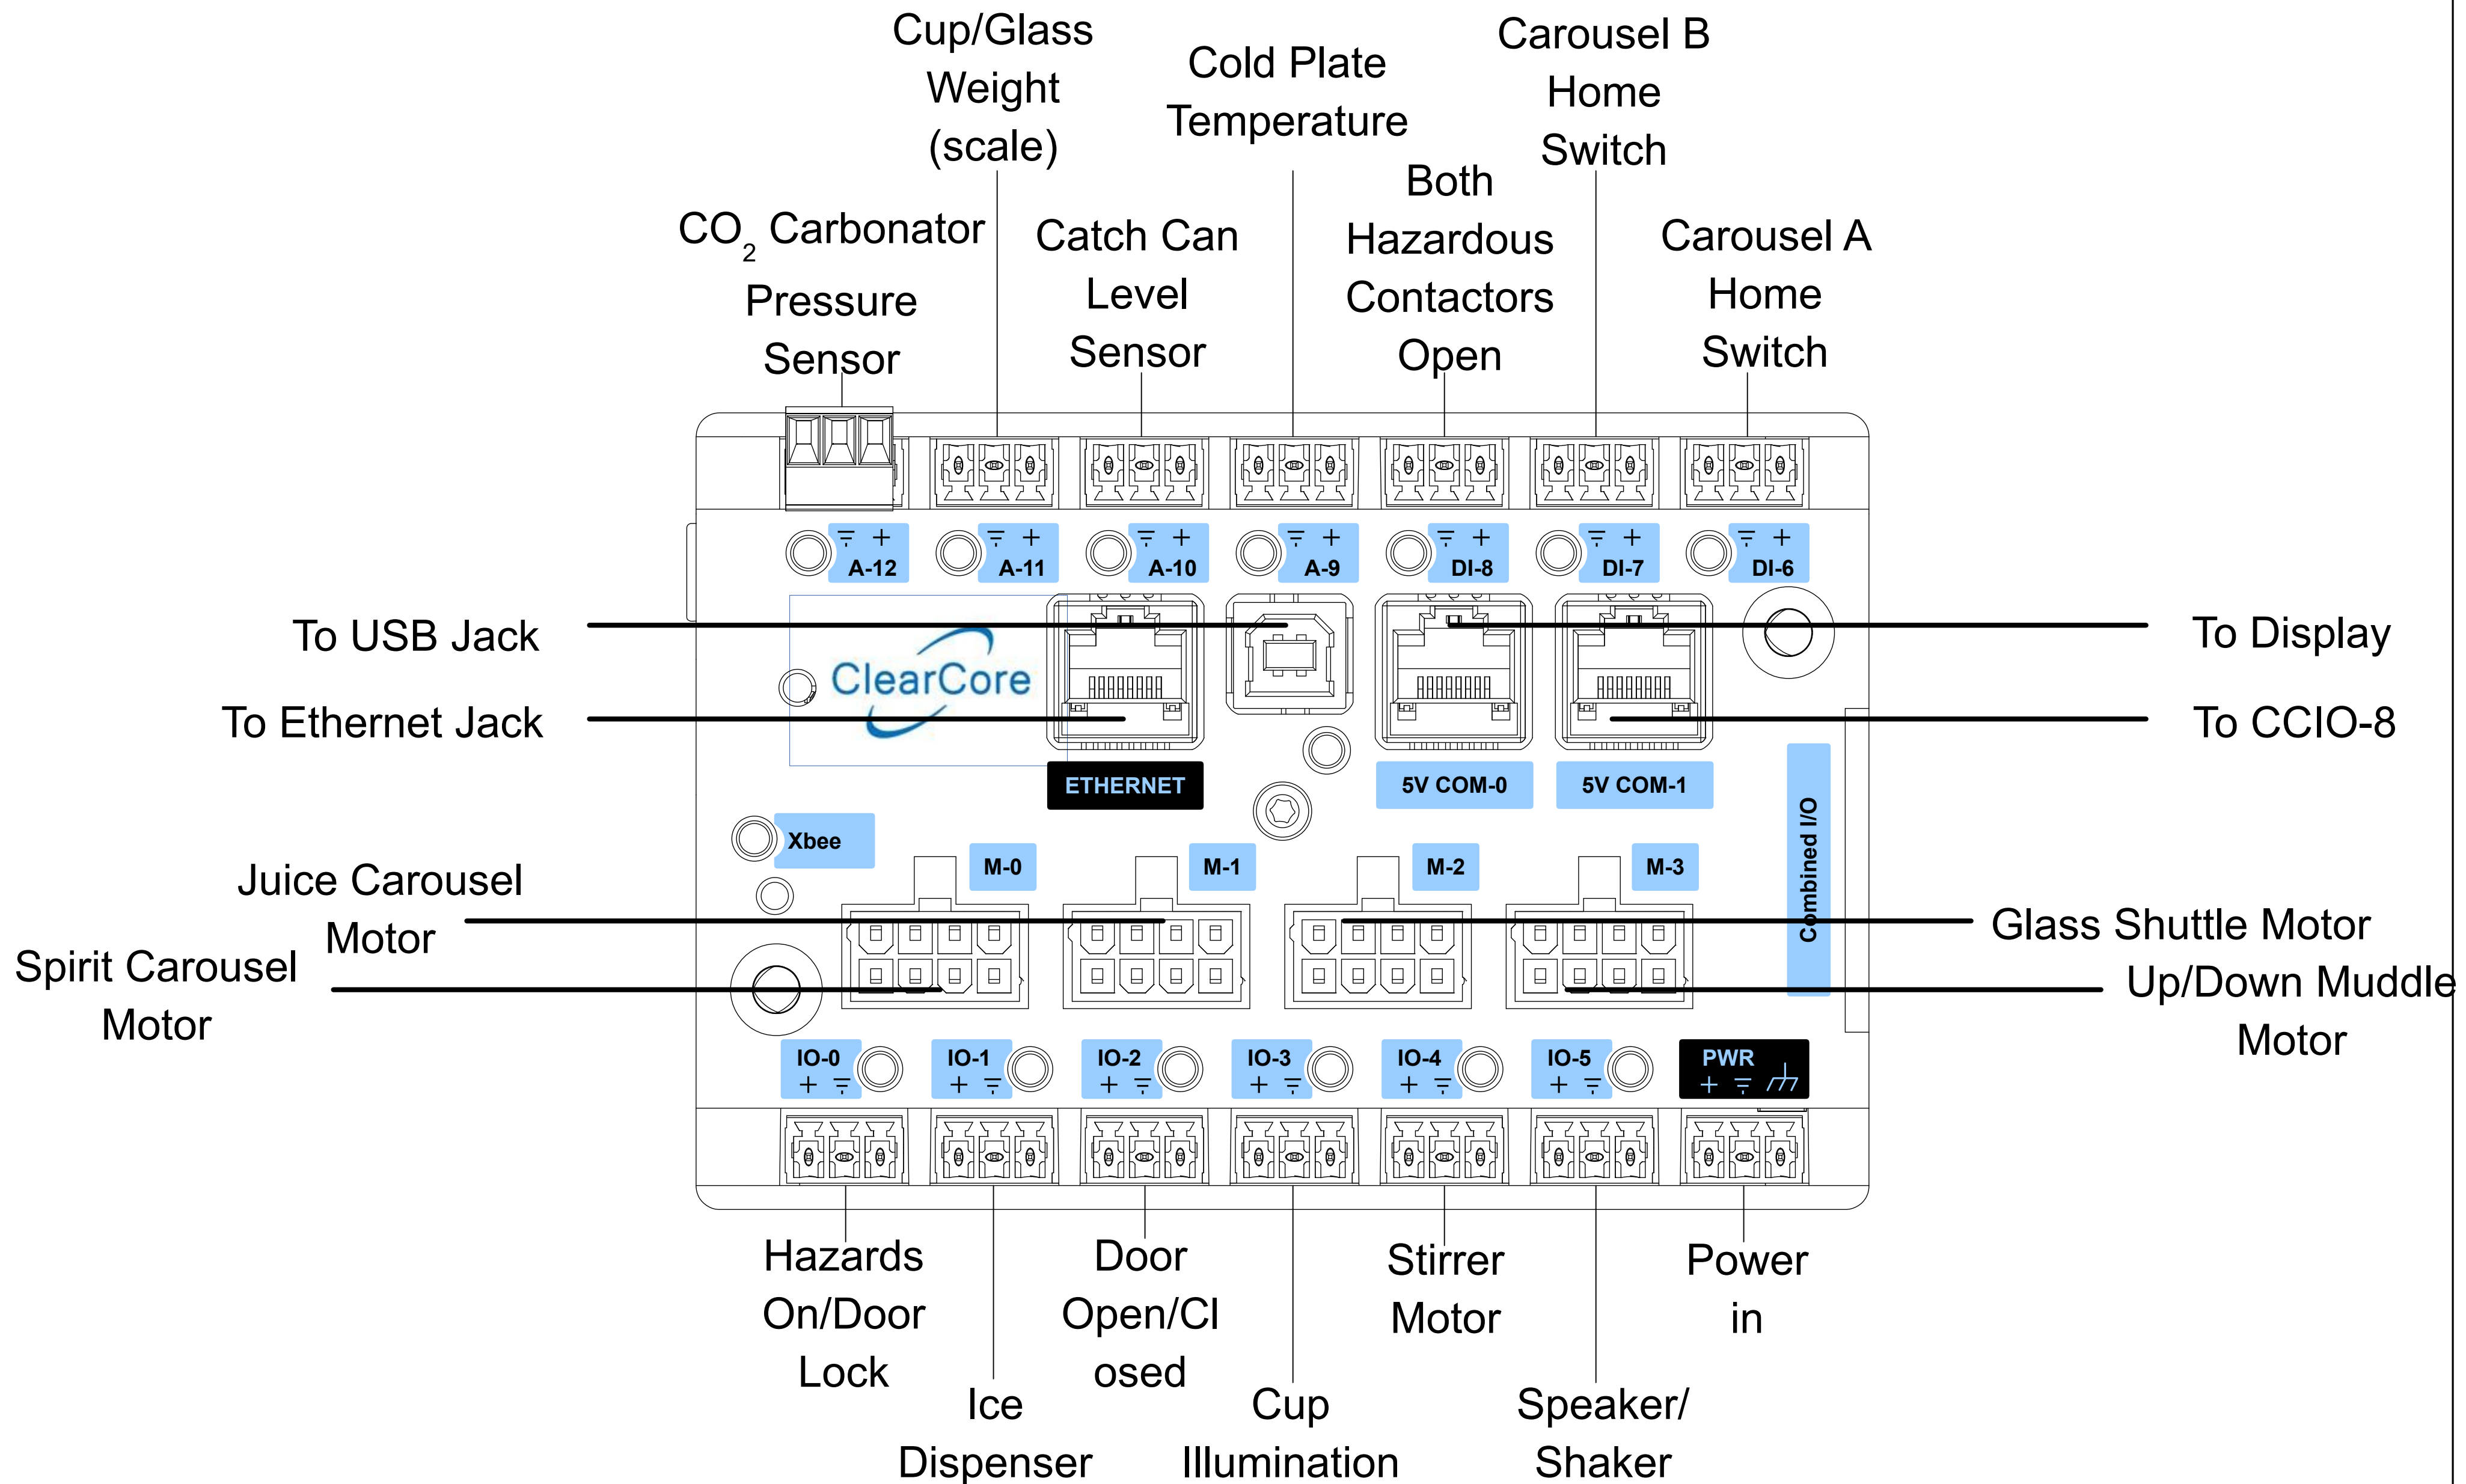 Cup/Glass
Weight
(scale)
Cold Plate
Temperature
Carousel B
Home
Switch
CO2 Carbonator
Pressure
Sensor
Catch Can
Level
Sensor
Both
Hazardous
Contactors
Open
Carousel A
Home
Switch
A-12
A-11
A-10
A-9
DI-8
DI-7
DI-6
To USB Jack
To Display
ClearCore
To Ethernet Jack
To CCIO-8
ETHERNET
5V COM-0
5V COM-1
Combined I/O
Xbee
M-0
M-1
M-2
M-3
Juice Carousel
Motor
Spirit Carousel
Motor
Glass Shuttle Motor
Up/Down Muddle
Motor
IO-0
IO-1
IO-2
IO-3
IO-4
IO-5
PWR
Hazards
On/Door
Lock
Ice
Dispenser
Door
Open/Cl
osed
Cup
Illumination
Stirrer
Motor
Speaker/
Shaker
Power
in